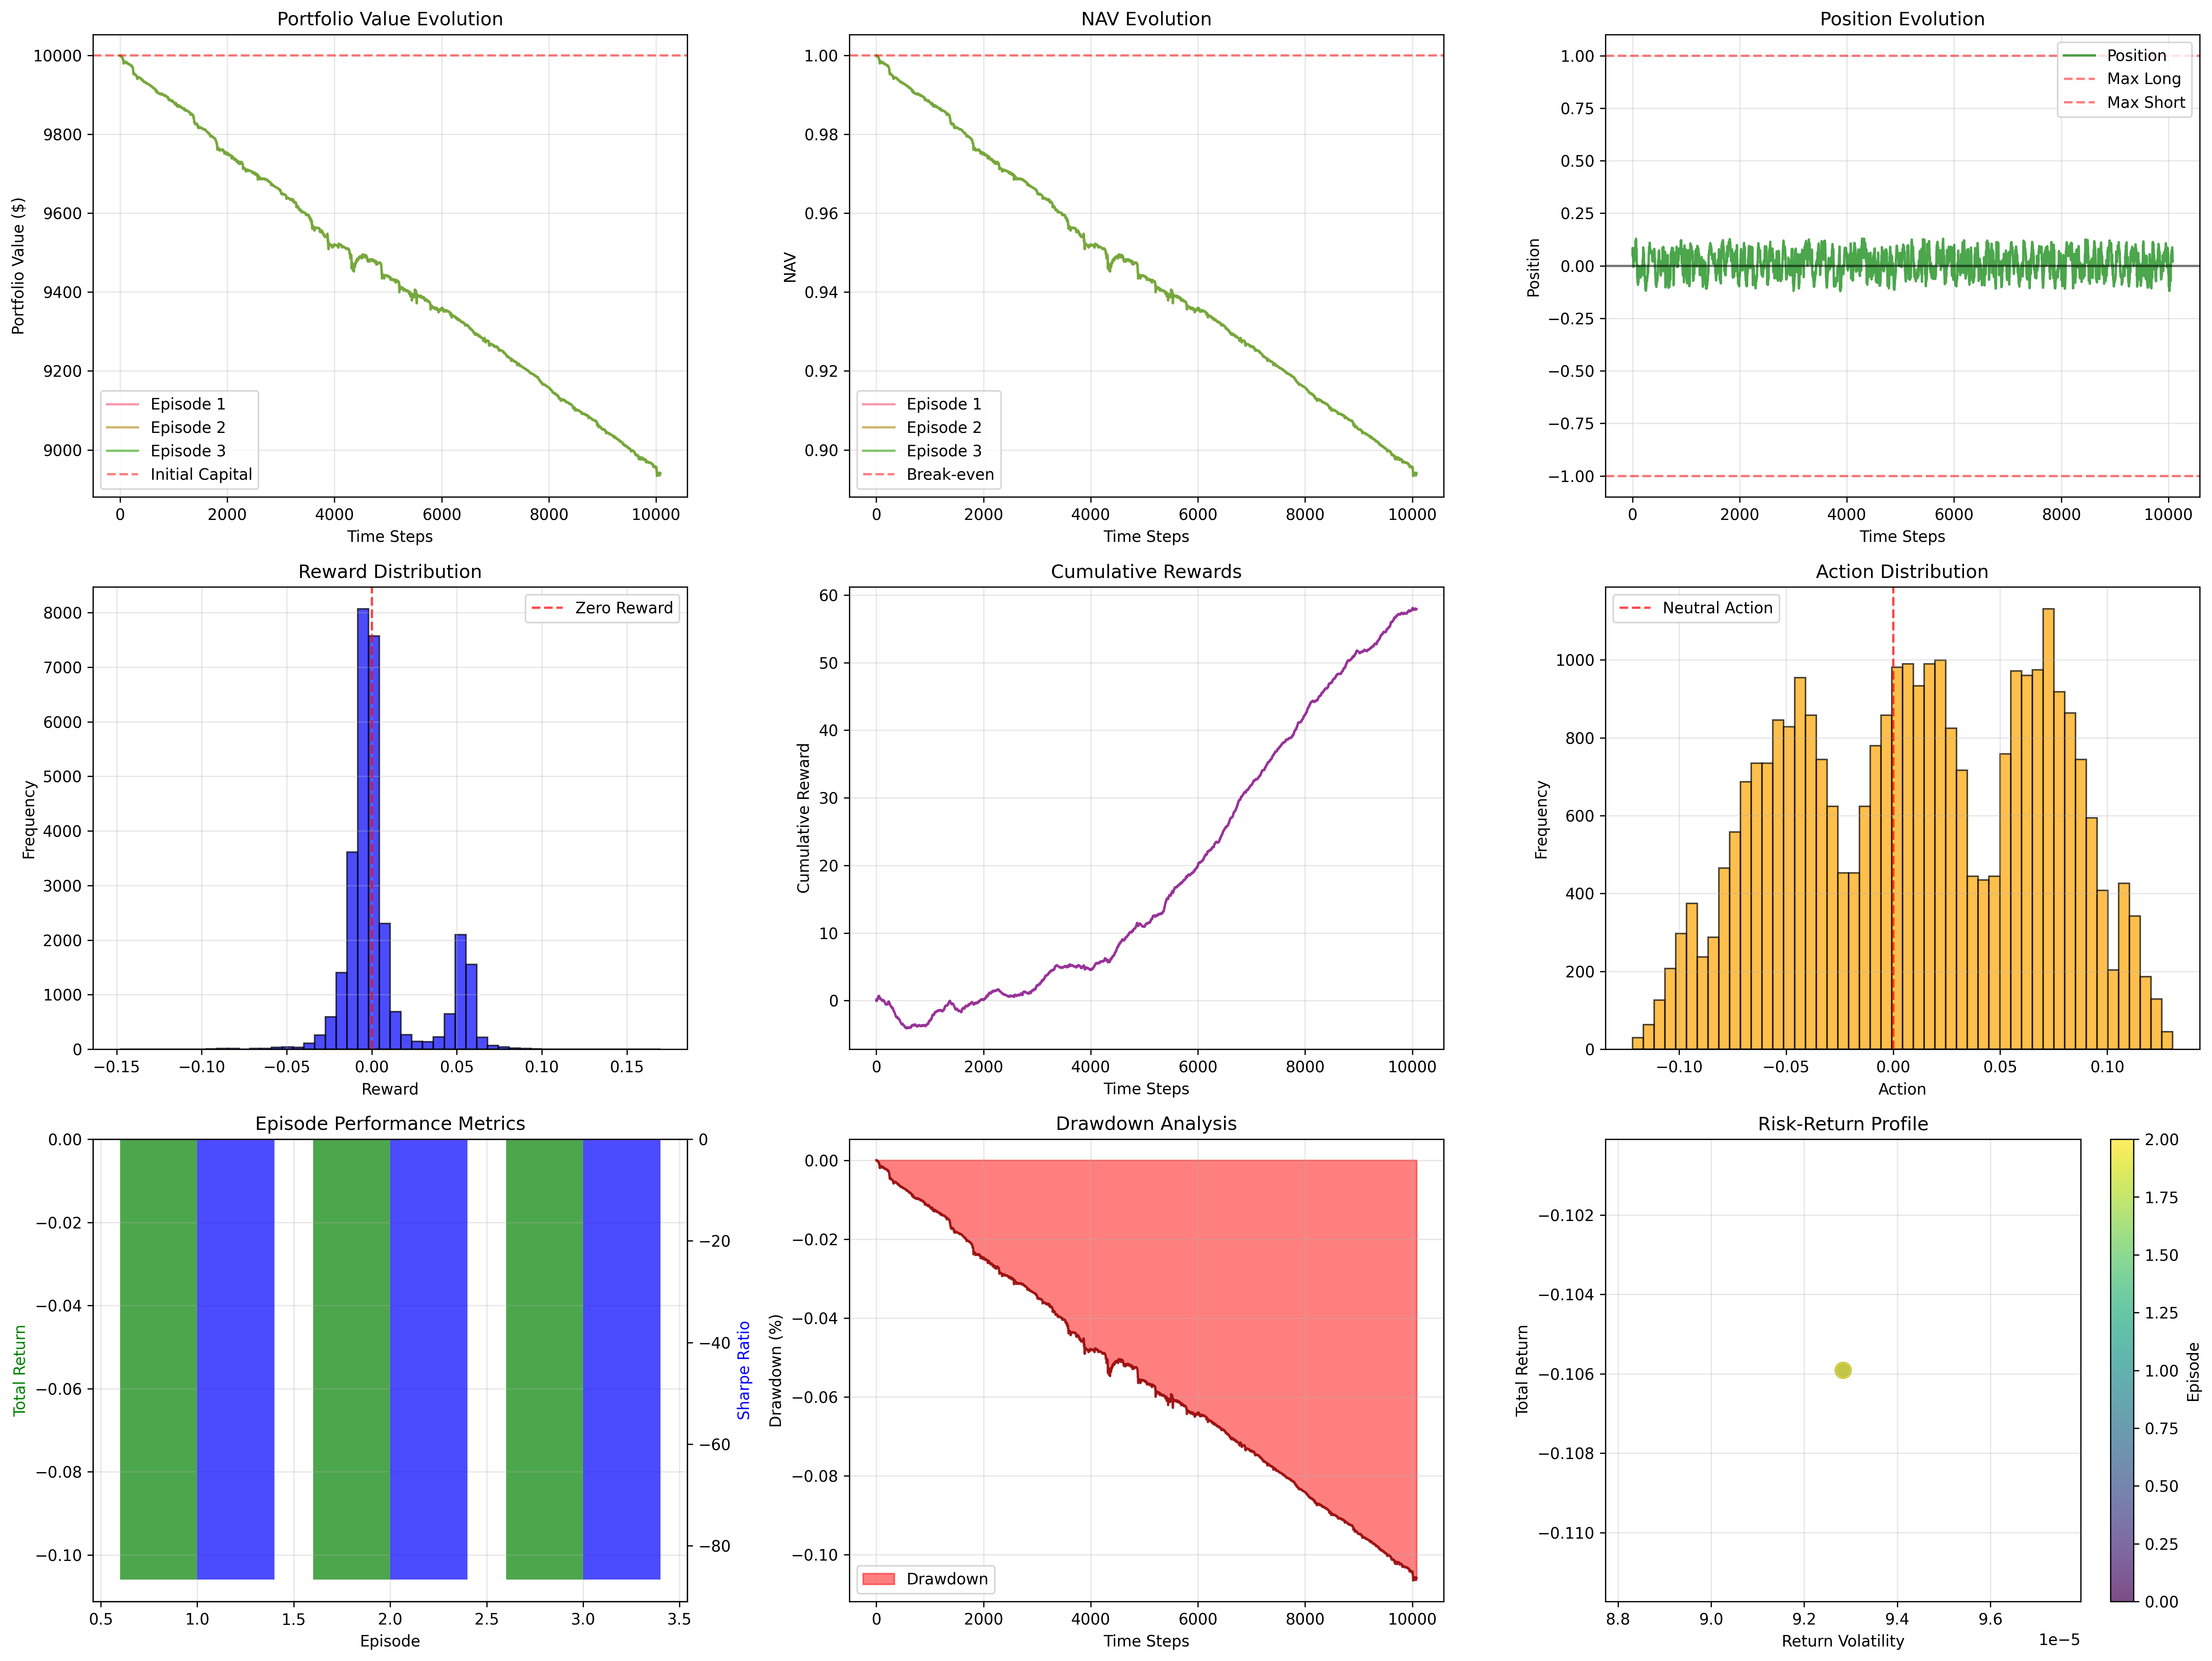 Portfolio Value Evolution
Portfolio Value ($)
10000
9800
9600
9400
9200
9000
Episode 1
Episode 2
Episode 3
Initial Capital
0 2000 4000 6000 8000 10000
Time Steps
NAV Evolution
NAV
1.00
0.98
0.96
0.94
0.92
0.90
Episode 1
Episode 2
Episode 3
Break-even
0 2000 4000 6000 8000 10000
Time Steps
Position Evolution
Position
1.00
0.75
0.50
0.25
0.00
−0.25
−0.50
−0.75
−1.00
Position
Max Long
Max Short
0 2000 4000 6000 8000 10000
Time Steps
Reward Distribution
Frequency
8000
7000
6000
5000
4000
3000
2000
1000
0
Zero Reward
−0.15 −0.10 −0.05 0.00 0.05 0.10 0.15
Reward
Cumulative Rewards
Cumulative Reward
60
50
40
30
20
10
0
0 2000 4000 6000 8000 10000
Time Steps
Action Distribution
Frequency
1000
800
600
400
200
0
Neutral Action
−0.10 −0.05 0.00 0.05 0.10
Action
Episode Performance Metrics
Total Return
0.00
−0.02
−0.04
−0.06
−0.08
−0.10
0
−20
−40
−60
−80
Sharpe Ratio
0.5 1.0 1.5 2.0 2.5 3.0 3.5
Episode
Drawdown Analysis
Drawdown (%)
0.00
−0.02
−0.04
−0.06
−0.08
−0.10
Drawdown
0 2000 4000 6000 8000 10000
Time Steps
Risk-Return Profile
Total Return
−0.102
−0.104
−0.106
−0.108
−0.110
8.8 9.0 9.2 9.4 9.6
1e−5
Return Volatility
2.00
1.75
1.50
1.25
1.00
0.75
0.50
0.25
0.00
Episode